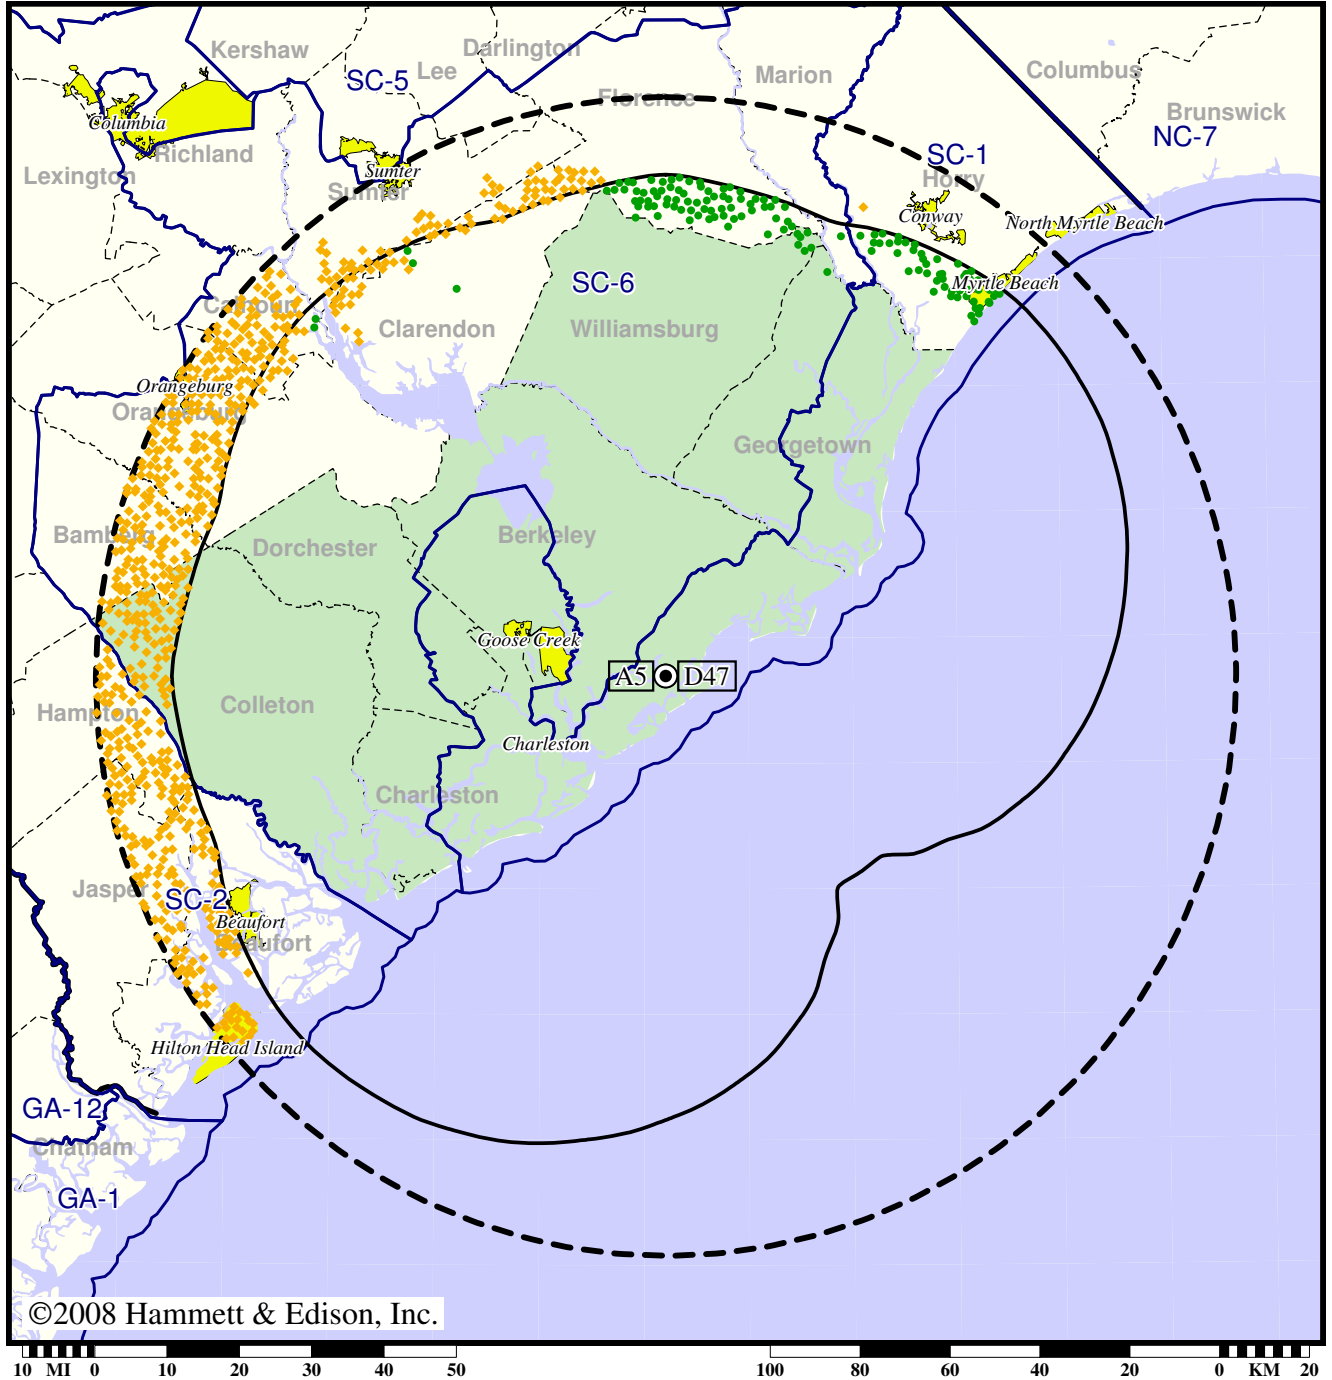 Kershaw
Darlington
SC-5
Lee
Marion
Columbus
Florence
Brunswick
Columbia
NC-7
Richland
SC-1
Lexington
Sumter
Sumter
Horry
Conway
North Myrtle Beach
Myrtle Beach
SC-6
Calhoun
Clarendon
Williamsburg
Orangeburg
Orangeburg
Georgetown
Bamberg
Dorchester
Berkeley
Goose Creek
A5
D47
Hampton
Colleton
Charleston
Charleston
Jasper
SC-2
Beaufort
Beaufort
Hilton Head Island
GA-12
Chatham
GA-1
©2008 Hammett & Edison, Inc.
10 MI 0 10 20 30 40 50
100 80 60 40 20 0 KM 20